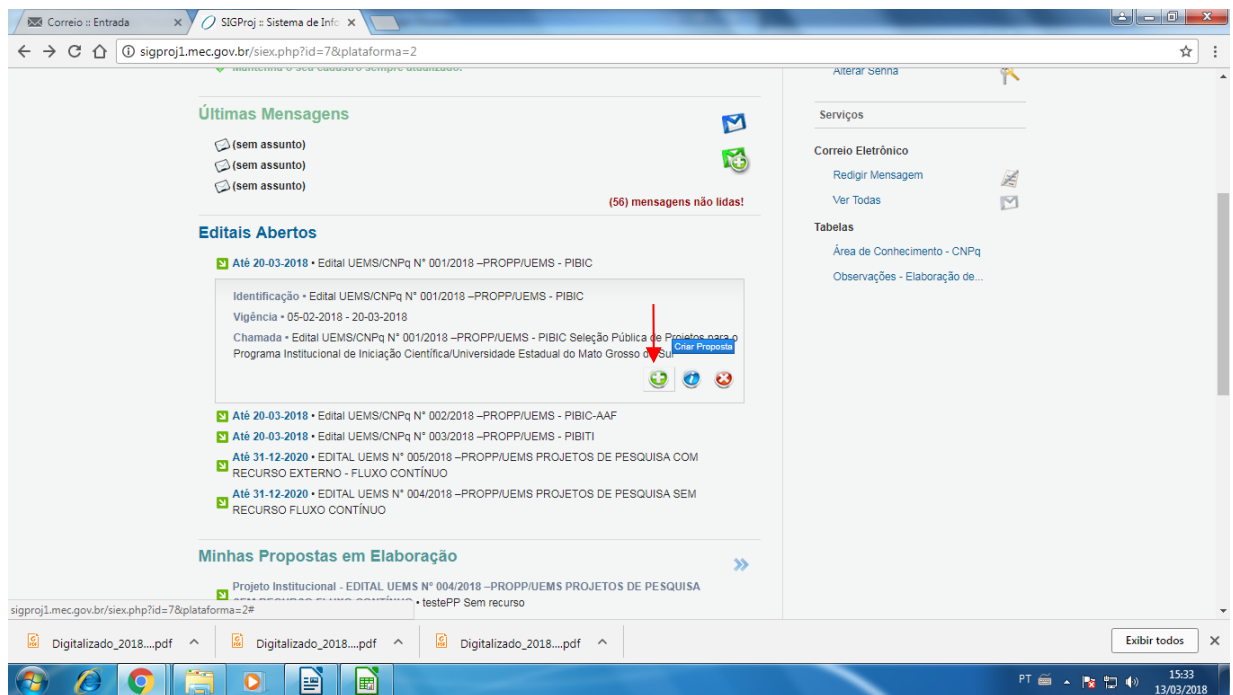 Correio :: Entrada
SIGProj :: Sistema de Info
sigproj1.mec.gov.br/siex.php?id=7&plataforma=2
Mantenha o seu cadastro sempre atualizado.
Últimas Mensagens
(sem assunto)
(sem assunto)
(sem assunto)
(56) mensagens não lidas!
Editais Abertos
Até 20-03-2018 • Edital UEMS/CNPq N° 001/2018 –PROPP/UEMS - PIBIC
Identificação • Edital UEMS/CNPq N° 001/2018 –PROPP/UEMS - PIBIC
Vigência • 05-02-2018 - 20-03-2018
Chamada • Edital UEMS/CNPq N° 001/2018 –PROPP/UEMS - PIBIC Seleção Pública de Projetos para o
Programa Institucional de Iniciação Científica/Universidade Estadual do Mato Grosso do Sul
Criar Proposta
Até 20-03-2018 • Edital UEMS/CNPq N° 002/2018 –PROPP/UEMS - PIBIC-AAF
Até 20-03-2018 • Edital UEMS/CNPq N° 003/2018 –PROPP/UEMS - PIBITI
Até 31-12-2020 • EDITAL UEMS N° 005/2018 –PROPP/UEMS PROJETOS DE PESQUISA COM
RECURSO EXTERNO - FLUXO CONTÍNUO
Até 31-12-2020 • EDITAL UEMS N° 004/2018 –PROPP/UEMS PROJETOS DE PESQUISA SEM
RECURSO FLUXO CONTÍNUO
Minhas Propostas em Elaboração
Projeto Institucional - EDITAL UEMS N° 004/2018 –PROPP/UEMS PROJETOS DE PESQUISA
SEM RECURSO FLUXO CONTÍNUO • testePP Sem recurso
Alterar Senha
Serviços
Correio Eletrônico
Redigir Mensagem
Ver Todas
Tabelas
Área de Conhecimento - CNPq
Observações - Elaboração de...
sigproj1.mec.gov.br/siex.php?id=7&plataforma=2#
Digitalizado_2018....pdf
Digitalizado_2018....pdf
Digitalizado_2018....pdf
Exibir todos
PT
15:33
13/03/2018